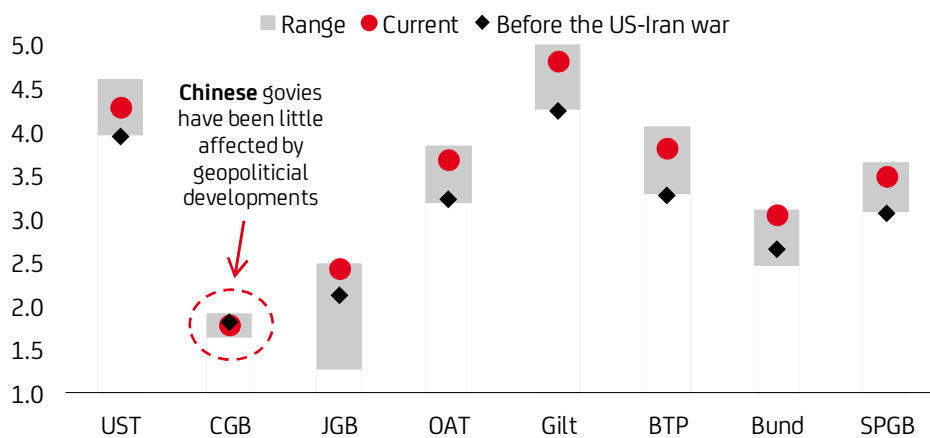 Range Current Before the US-Iran war
5.0
4.5
4.0
3.5
3.0
2.5
2.0
1.5
1.0
Chinese govies
have been little
affected by
geopoliticial
developments
UST CGB JGB OAT Gilt BTP Bund SPGB